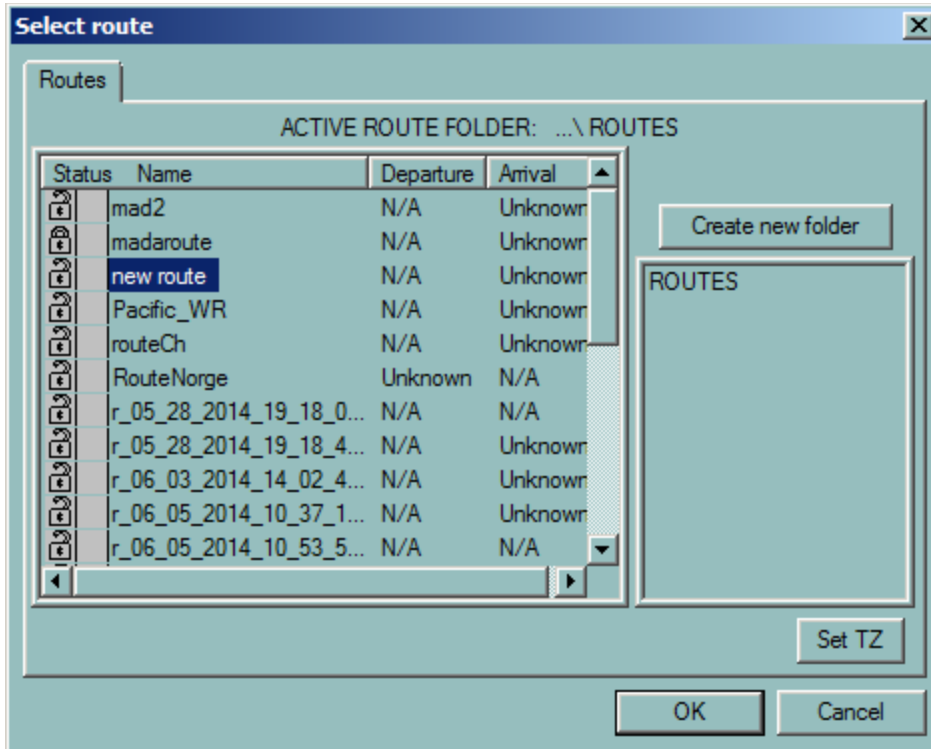 Select route
Routes
ACTIVE ROUTE FOLDER: ...\ ROUTES
Status Name Departure Arrival
mad2 N/A Unknown
madaroute N/A Unknown
new route N/A Unknown
Pacific_WR N/A Unknown
routeCh N/A Unknown
RouteNorge Unknown N/A
r_05_28_2014_19_18_0... N/A N/A
r_05_28_2014_19_18_4... N/A Unknown
r_06_03_2014_14_02_4... N/A Unknown
r_06_05_2014_10_37_1... N/A Unknown
r_06_05_2014_10_53_5... N/A N/A
Create new folder
ROUTES
Set TZ
OK Cancel